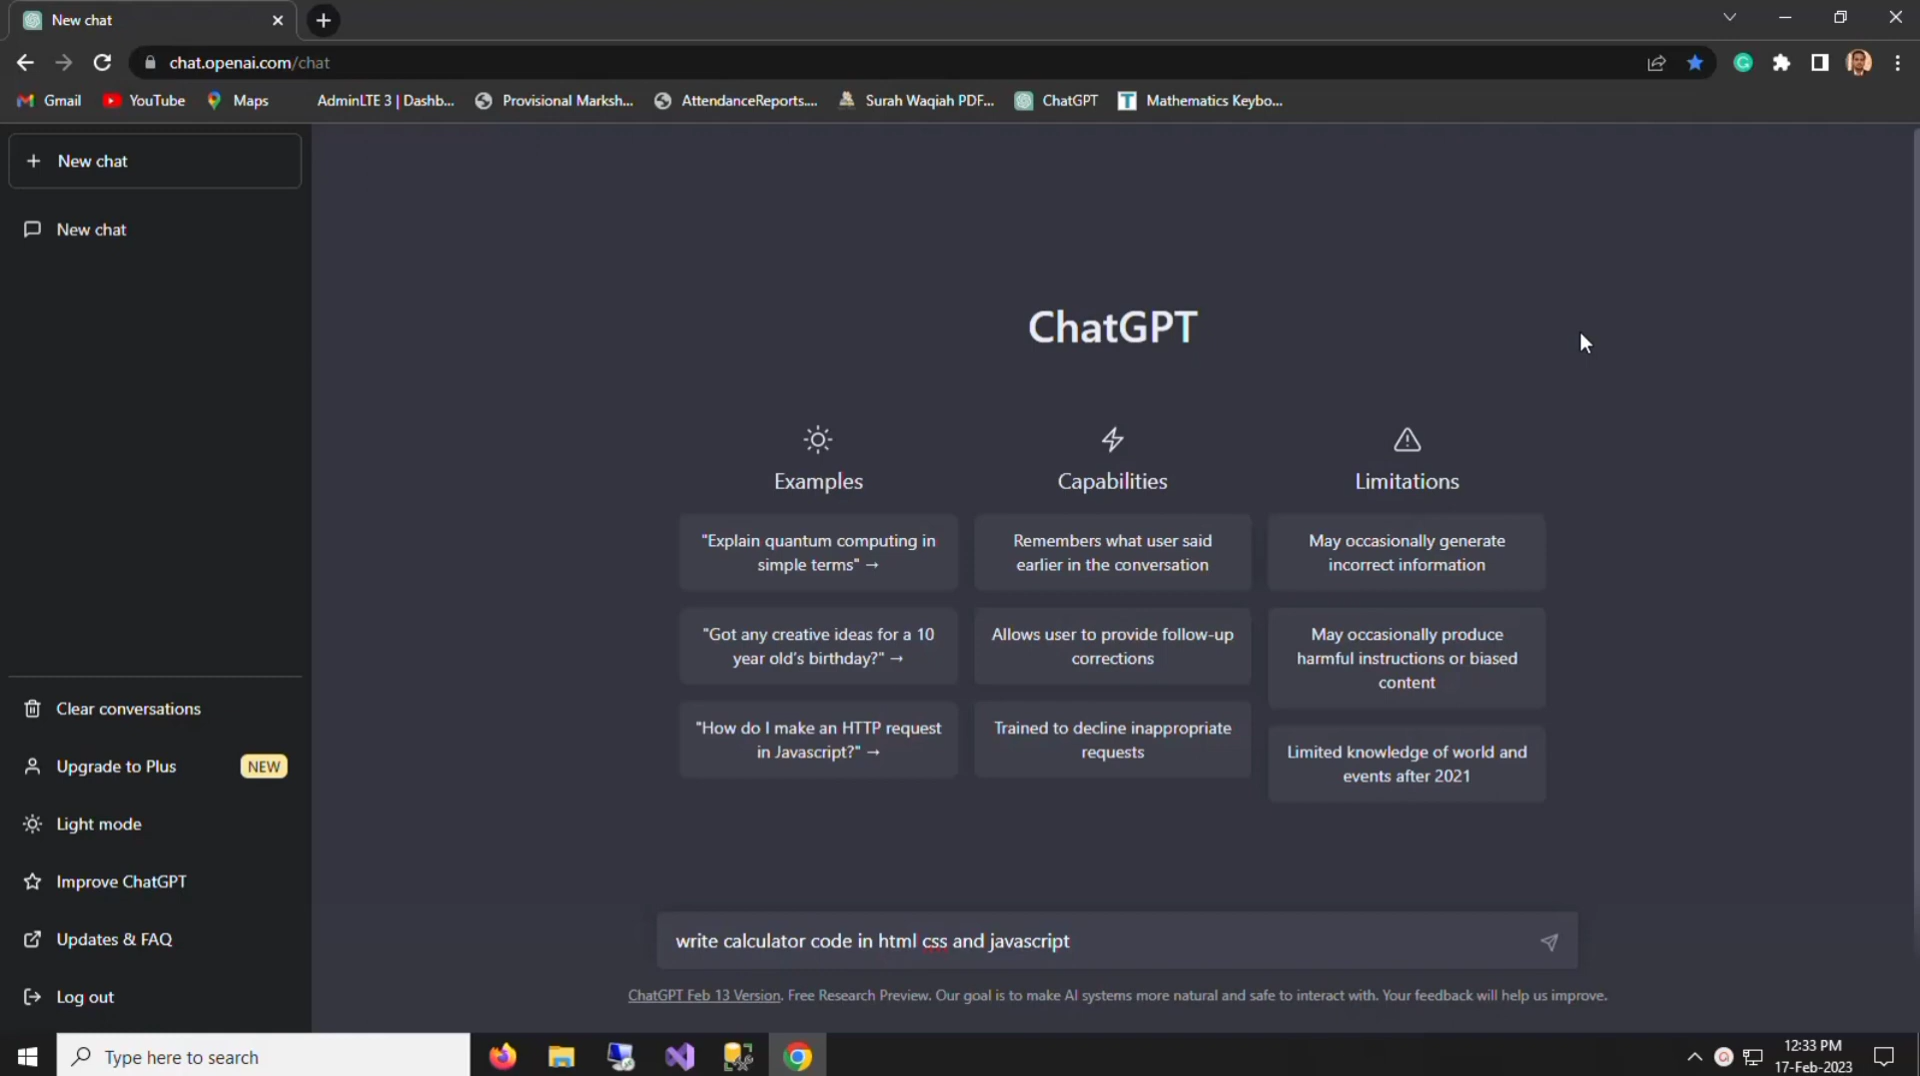 New chat
chat.openai.com/chat
Gmail
YouTube
Maps
AdminLTE 3 | Dashb...
Provisional Marksh...
AttendanceReports....
Surah Waqiah PDF...
ChatGPT
Mathematics Keybo...
New chat
New chat
ChatGPT
Examples
"Explain quantum computing in
simple terms" →
"Got any creative ideas for a 10
year old's birthday?" →
"How do I make an HTTP request
in Javascript?" →
Capabilities
Remembers what user said
earlier in the conversation
Allows user to provide follow-up
corrections
Trained to decline inappropriate
requests
Limitations
May occasionally generate
incorrect information
May occasionally produce
harmful instructions or biased
content
Limited knowledge of world and
events after 2021
Clear conversations
Upgrade to Plus
NEW
Light mode
Improve ChatGPT
Updates & FAQ
Log out
write calculator code in html css and javascript
ChatGPT Feb 13 Version. Free Research Preview. Our goal is to make AI systems more natural and safe to interact with. Your feedback will help us improve.
Type here to search
12:33 PM
17-Feb-2023